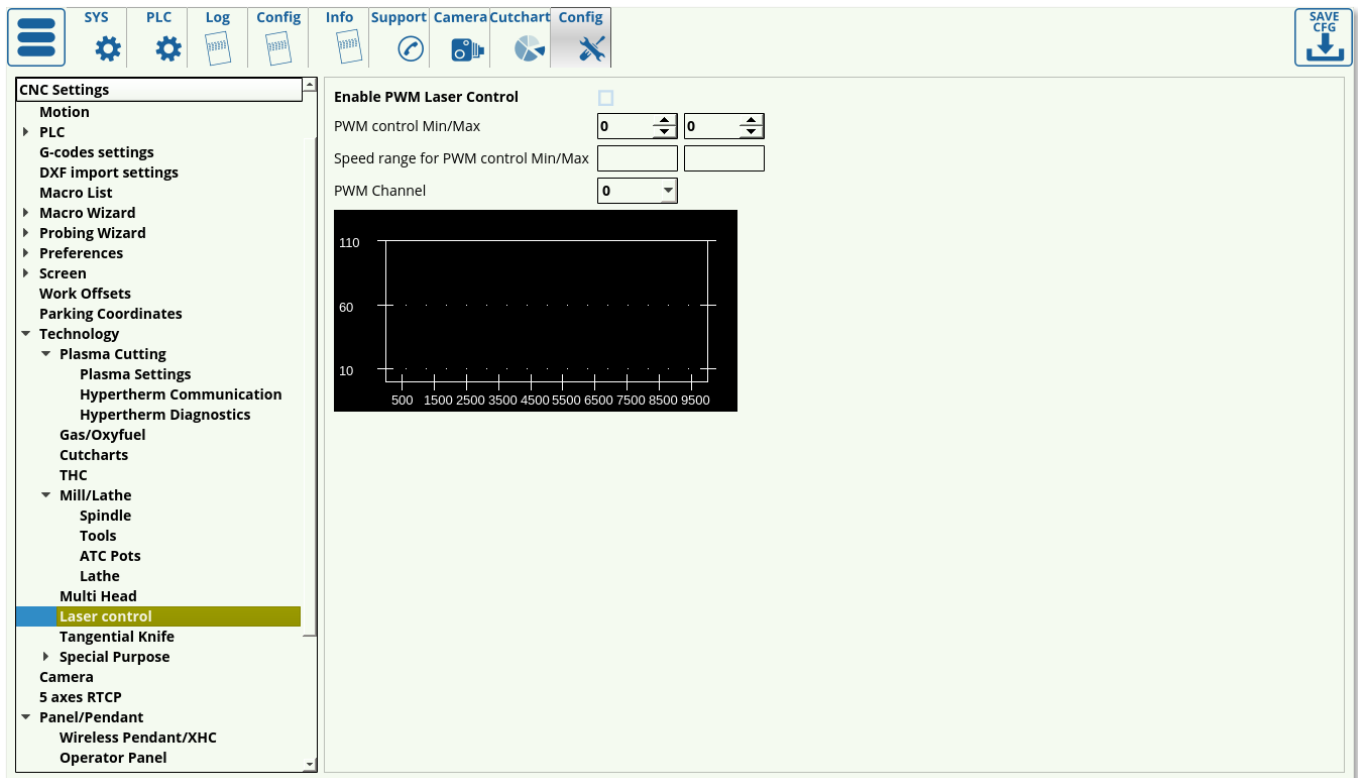 SYS PLC Log Config Info Support Camera Cutchart Config SAVE
CFG
CNC Settings
Motion
PLC
G-codes settings
DXF import settings
Macro List
Macro Wizard
Probing Wizard
Preferences
Screen
Work Offsets
Parking Coordinates
Technology
Plasma Cutting
Plasma Settings
Hypertherm Communication
Hypertherm Diagnostics
Gas/Oxyfuel
Cutcharts
THC
Mill/Lathe
Spindle
Tools
ATC Pots
Lathe
Multi Head
Laser control
Tangential Knife
Special Purpose
Camera
5 axes RTCP
Panel/Pendant
Wireless Pendant/XHC
Operator Panel
Enable PWM Laser Control
PWM control Min/Max 0 0
Speed range for PWM control Min/Max
PWM Channel 0
110
60
10
500 1500 2500 3500 4500 5500 6500 7500 8500 9500